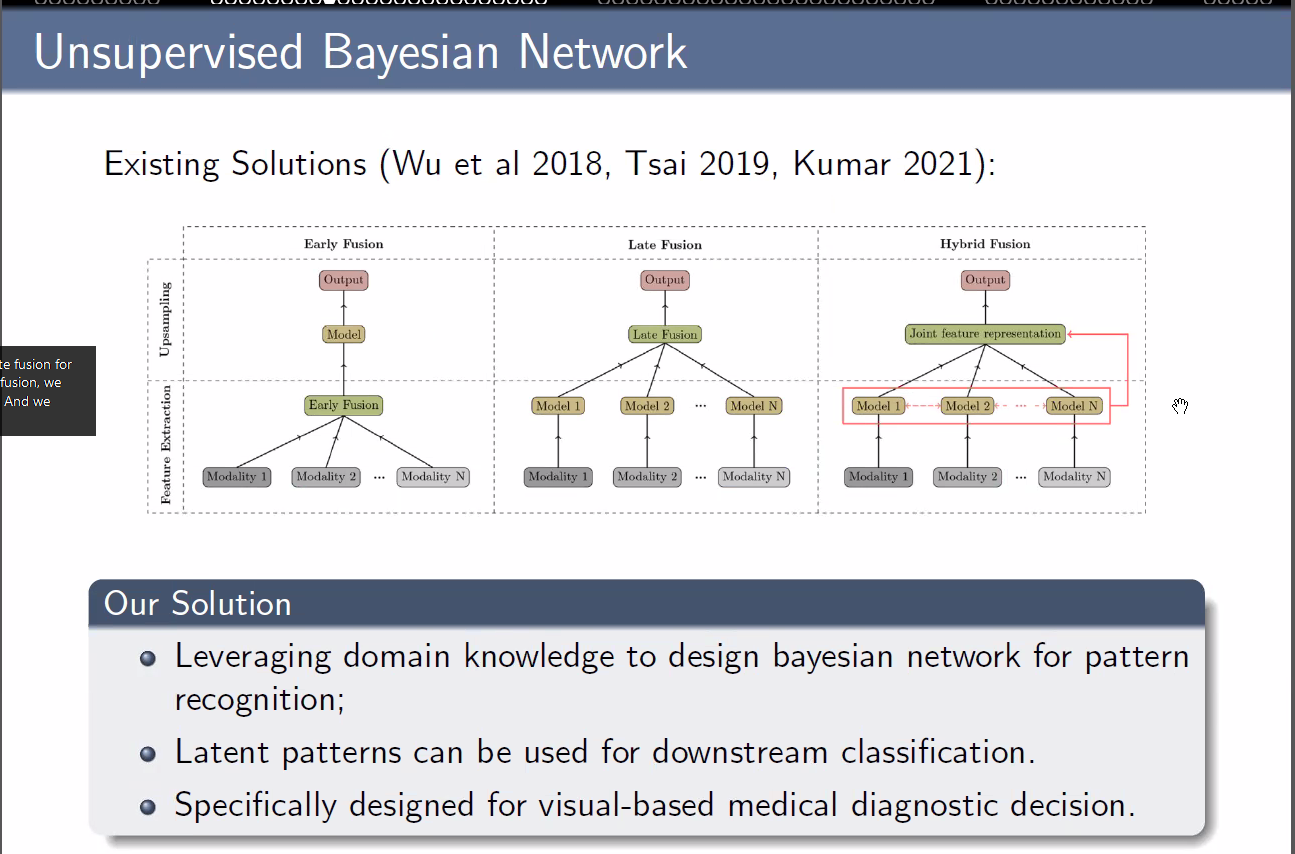 Unsupervised Bayesian Network
Existing Solutions (Wu et al 2018, Tsai 2019, Kumar 2021):
Early Fusion
Late Fusion
Hybrid Fusion
Upsampling
Feature Extraction
Output
Model
Early Fusion
Modality 1
Modality 2
...
Modality N
Output
Late Fusion
Model 1
Model 2
...
Model N
Modality 1
Modality 2
...
Modality N
Output
Joint feature representation
Model 1
Model 2
...
Model N
Modality 1
Modality 2
...
Modality N
te fusion for
fusion, we
And we
Our Solution
Leveraging domain knowledge to design bayesian network for pattern
recognition;
Latent patterns can be used for downstream classification.
Specifically designed for visual-based medical diagnostic decision.